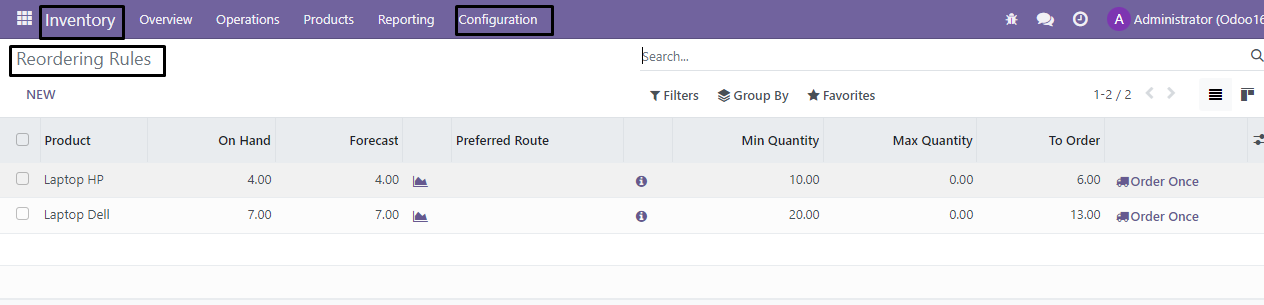 Inventory Overview Operations Products Reporting Configuration A Administrator (Odoo16
Reordering Rules Search...
NEW Filters Group By Favorites 1-2 / 2
Product On Hand Forecast Preferred Route Min Quantity Max Quantity To Order
Laptop HP 4.00 4.00 10.00 0.00 6.00 Order Once
Laptop Dell 7.00 7.00 20.00 0.00 13.00 Order Once